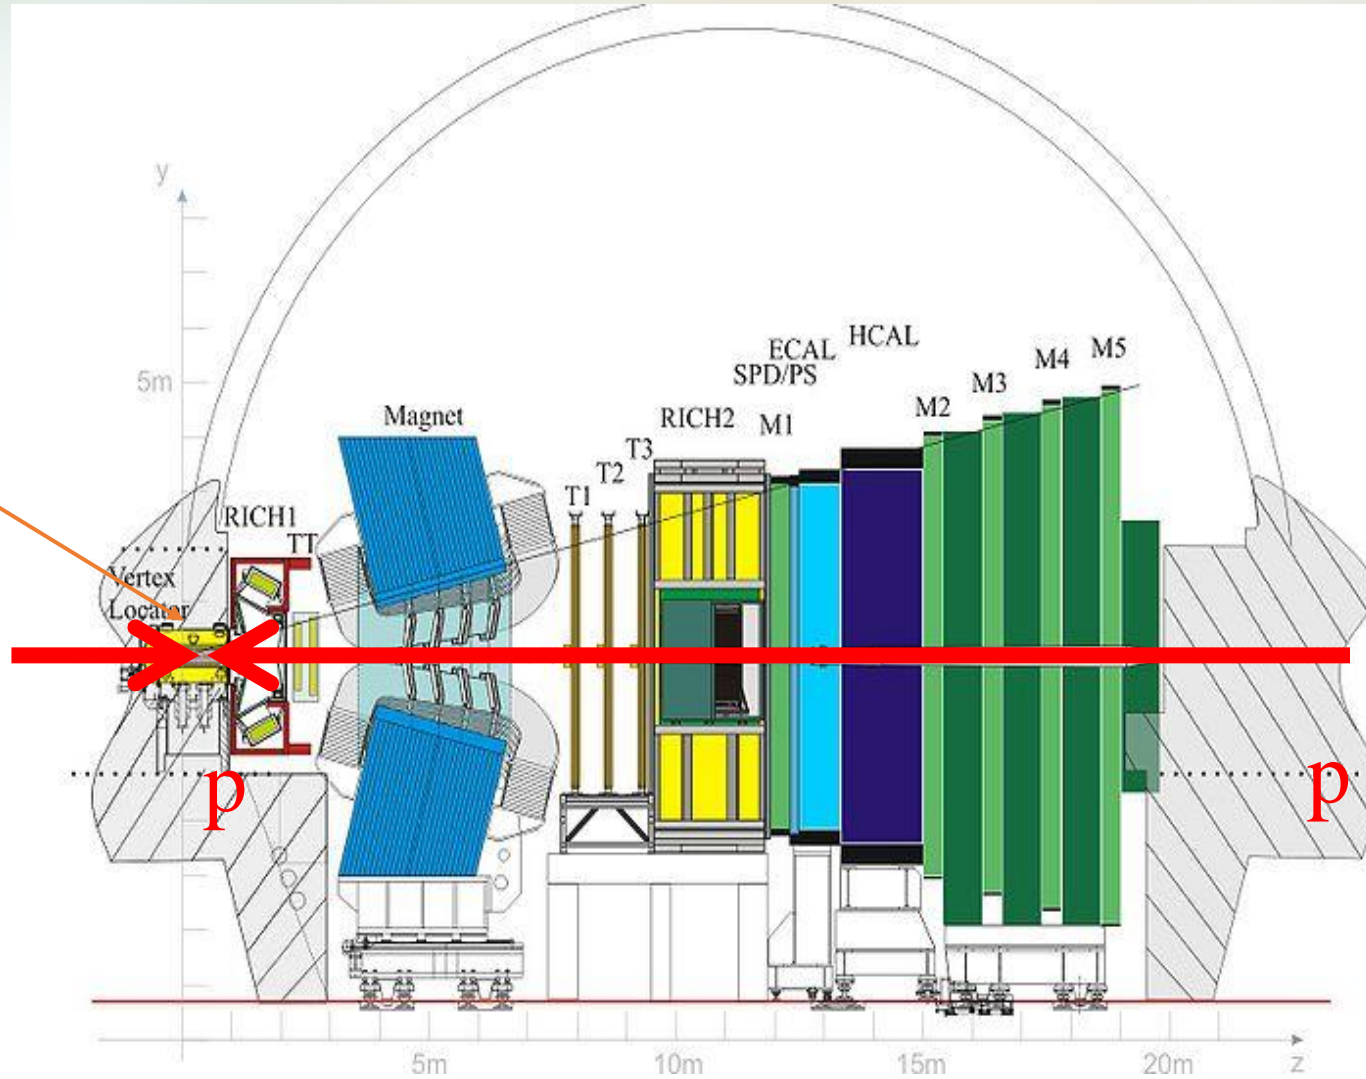 y
5m
HCAL
ECAL
SPD/PS
M5
M4
M3
M2
M1
RICH2
Magnet
T3
T2
T1
RICH1
TT
Vertex
Locator
p
p
5m
10m
15m
20m
z